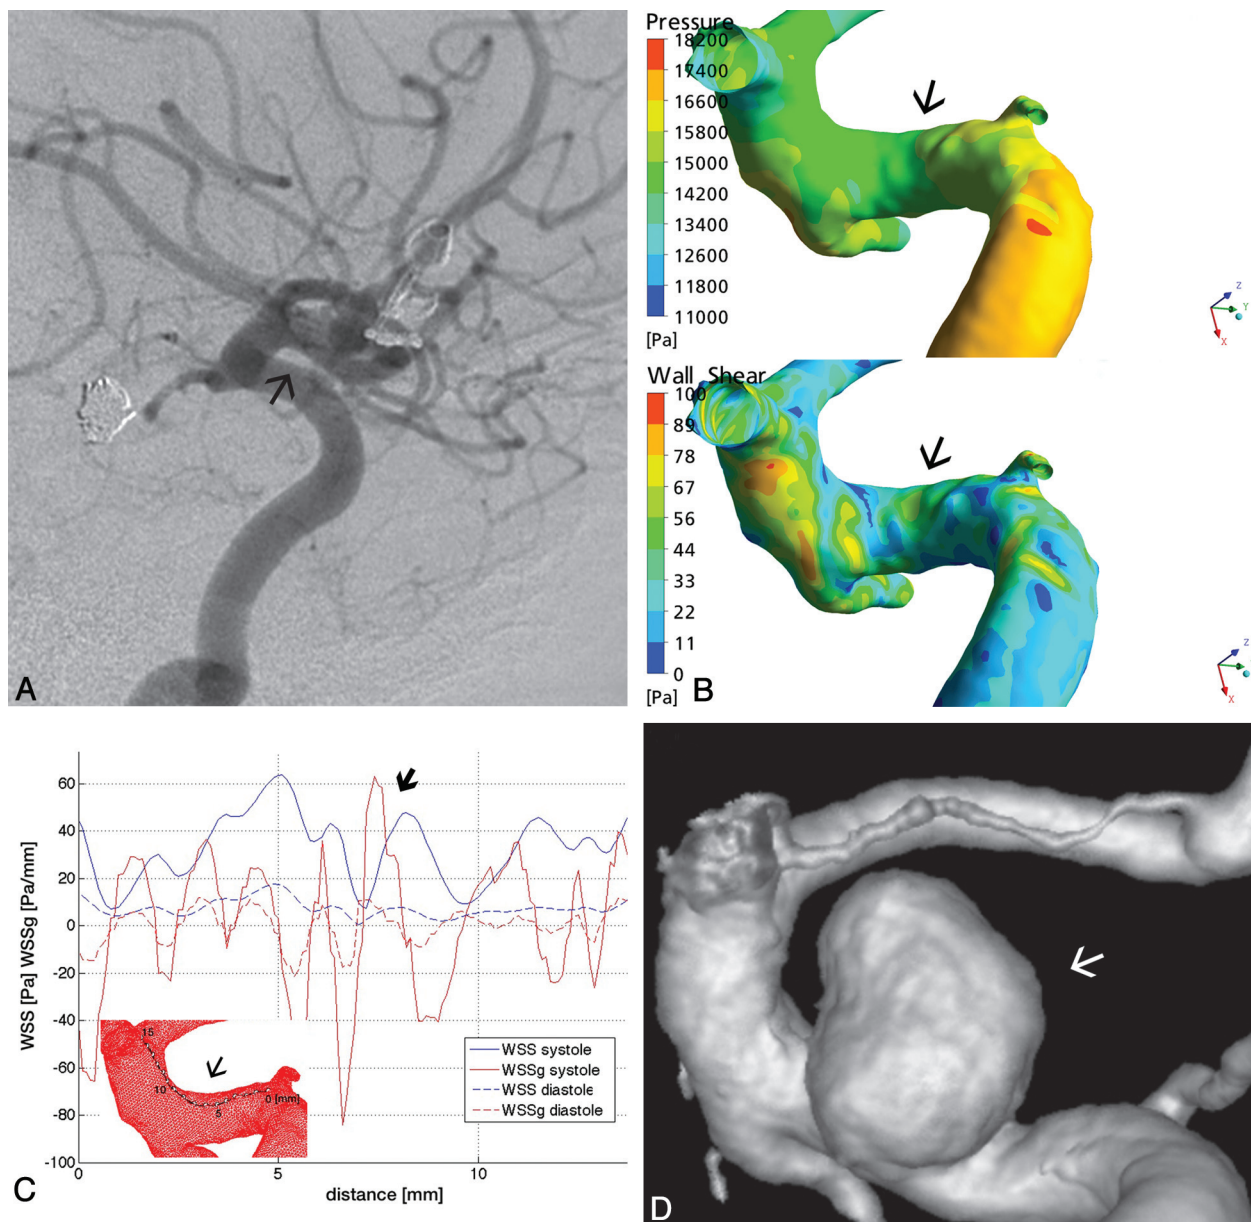 A
Pressure
18200
17400
16600
15800
15000
14200
13400
12600
11800
11000
[Pa]
Z
Y
X
Wall Shear
100
89
78
67
56
44
33
22
11
0
[Pa]
Z
X
B
60
40
20
0
-20
-40
-60
-80
-100
WSS [Pa] WSSg [Pa/mm]
15
10
5
0 [mm]
WSS systole
WSSg systole
WSS diastole
WSSg diastole
0
5
10
distance [mm]
C
D